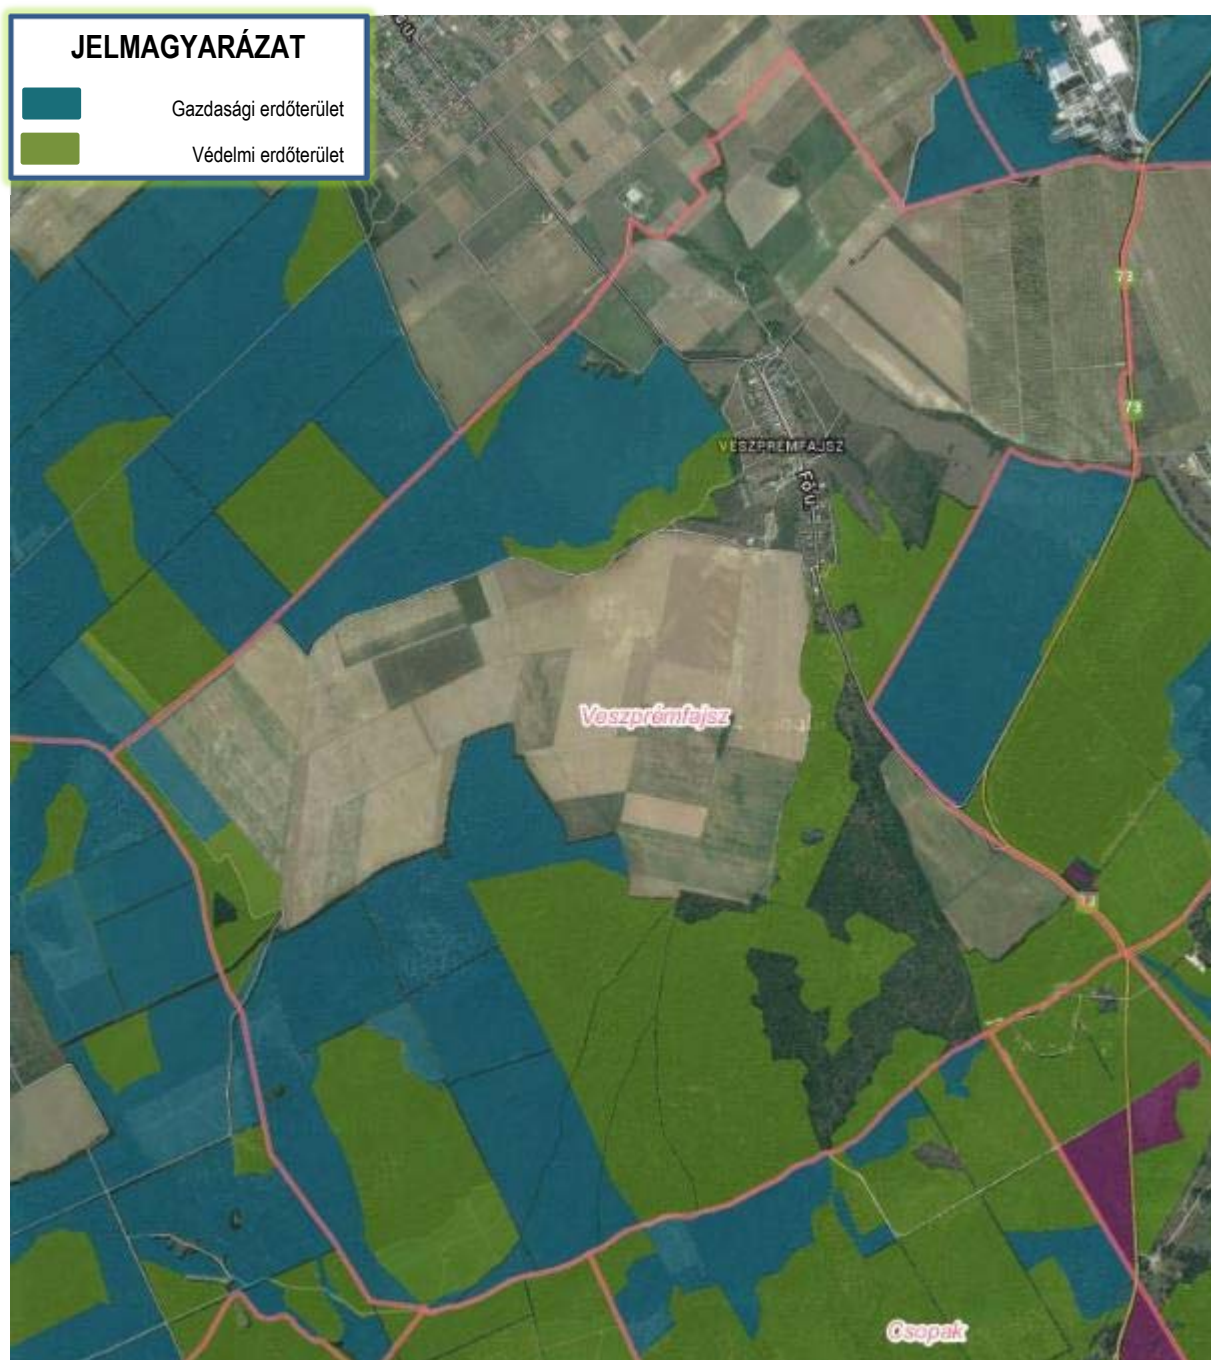 JELMAGYARÁZAT
Gazdasági erdőterület
Védelmi erdőterület
73
73
VESZPRÉMFAJSZ
Fő u.
Veszprémfajsz
73
Csopak